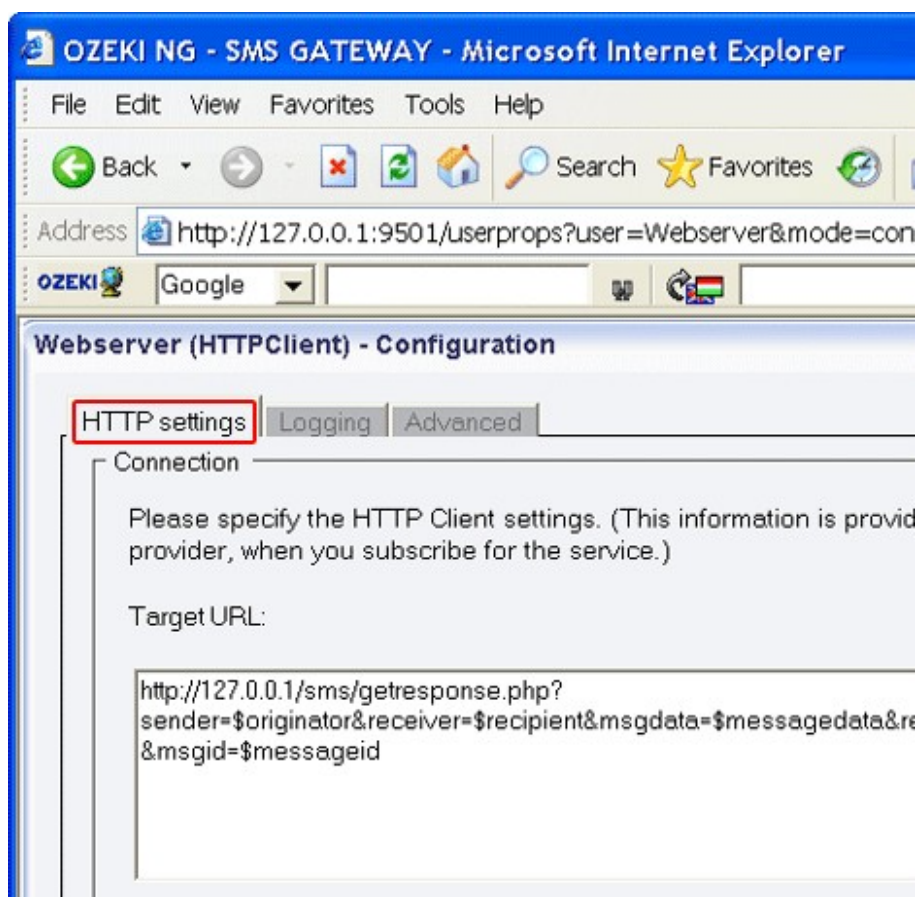 OZEKI NG - SMS GATEWAY - Microsoft Internet Explorer
File Edit View Favorites Tools Help
Back Search Favorites
Address http://127.0.0.1:9501/userprops?user=Webserver&mode=con
OZEKI Google
Webserver (HTTPClient) - Configuration
HTTP settings Logging Advanced
Connection
Please specify the HTTP Client settings. (This information is provid
provider, when you subscribe for the service.)
Target URL:
http://127.0.0.1/sms/getresponse.php?
sender=$originator&receiver=$recipient&msgdata=$messagedata&re
&msgid=$messageid